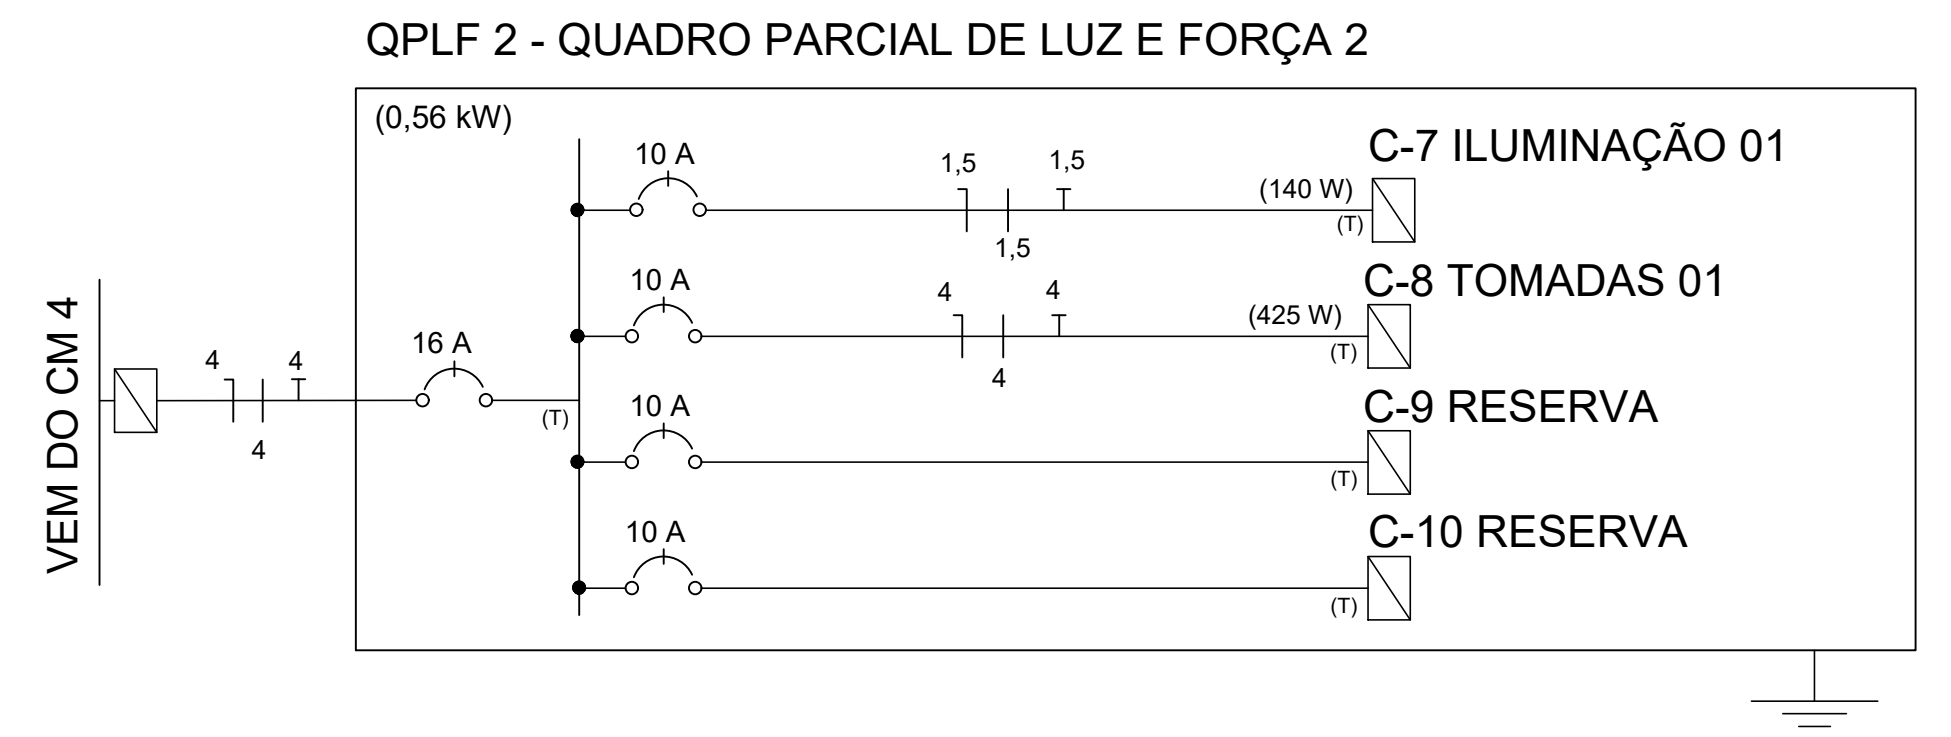 QPLF 2 - QUADRO PARCIAL DE LUZ E FORÇA 2
(0,56 kW)
10 A
1,5
1,5
1,5
(140 W)
(T)
C-7 ILUMINAÇÃO 01
10 A
4
4
4
(425 W)
(T)
C-8 TOMADAS 01
VEM DO CM 4
4
4
4
16 A
(T)
10 A
(T)
C-9 RESERVA
10 A
(T)
C-10 RESERVA